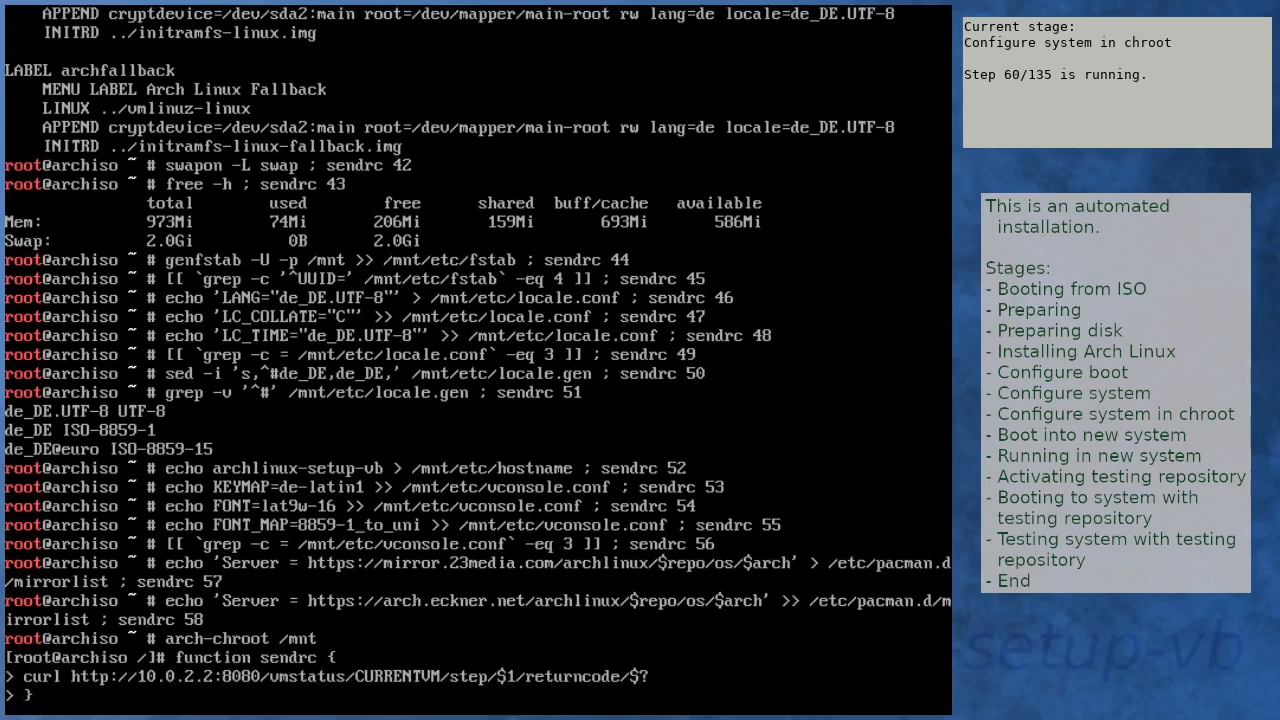 APPEND cryptdevice=/dev/sda2:main root=/dev/mapper/main-root rw lang=de locale=de_DE.UTF-8
    INITRD ../initramfs-linux.img

LABEL archfallback
    MENU LABEL Arch Linux Fallback
    LINUX ../vmlinuz-linux
    APPEND cryptdevice=/dev/sda2:main root=/dev/mapper/main-root rw lang=de locale=de_DE.UTF-8
    INITRD ../initramfs-linux-fallback.img
root@archiso ~ # swapon -L swap ; sendrc 42
root@archiso ~ # free -h ; sendrc 43
               total        used        free      shared  buff/cache   available
Mem:           973Mi        74Mi       206Mi       159Mi       693Mi       586Mi
Swap:          2.0Gi          0B       2.0Gi
root@archiso ~ # genfstab -U -p /mnt >> /mnt/etc/fstab ; sendrc 44
root@archiso ~ # [[ `grep -c '^UUID=' /mnt/etc/fstab` -eq 4 ]] ; sendrc 45
root@archiso ~ # echo 'LANG="de_DE.UTF-8"' > /mnt/etc/locale.conf ; sendrc 46
root@archiso ~ # echo 'LC_COLLATE="C"' >> /mnt/etc/locale.conf ; sendrc 47
root@archiso ~ # echo 'LC_TIME="de_DE.UTF-8"' >> /mnt/etc/locale.conf ; sendrc 48
root@archiso ~ # [[ `grep -c = /mnt/etc/locale.conf` -eq 3 ]] ; sendrc 49
root@archiso ~ # sed -i 's,^#de_DE,de_DE,' /mnt/etc/locale.gen ; sendrc 50
root@archiso ~ # grep -v '^#' /mnt/etc/locale.gen ; sendrc 51
de_DE.UTF-8 UTF-8
de_DE ISO-8859-1
de_DE@euro ISO-8859-15
root@archiso ~ # echo archlinux-setup-vb > /mnt/etc/hostname ; sendrc 52
root@archiso ~ # echo KEYMAP=de-latin1 >> /mnt/etc/vconsole.conf ; sendrc 53
root@archiso ~ # echo FONT=lat9w-16 >> /mnt/etc/vconsole.conf ; sendrc 54
root@archiso ~ # echo FONT_MAP=8859-1_to_uni >> /mnt/etc/vconsole.conf ; sendrc 55
root@archiso ~ # [[ `grep -c = /mnt/etc/vconsole.conf` -eq 3 ]] ; sendrc 56
root@archiso ~ # echo 'Server = https://mirror.23media.com/archlinux/$repo/os/$arch' > /etc/pacman.d
/mirrorlist ; sendrc 57
root@archiso ~ # echo 'Server = https://arch.eckner.net/archlinux/$repo/os/$arch' >> /etc/pacman.d/m
irrorlist ; sendrc 58
root@archiso ~ # arch-chroot /mnt
[root@archiso /]# function sendrc {
> curl http://10.0.2.2:8080/vmstatus/CURRENTVM/step/$1/returncode/$?
> }
Current stage:
Configure system in chroot

Step 60/135 is running.
This is an automated
installation.

Stages:
- Booting from ISO
- Preparing
- Preparing disk
- Installing Arch Linux
- Configure boot
- Configure system
- Configure system in chroot
- Boot into new system
- Running in new system
- Activating testing repository
- Booting to system with
testing repository
- Testing system with testing
repository
- End
-setup-vb